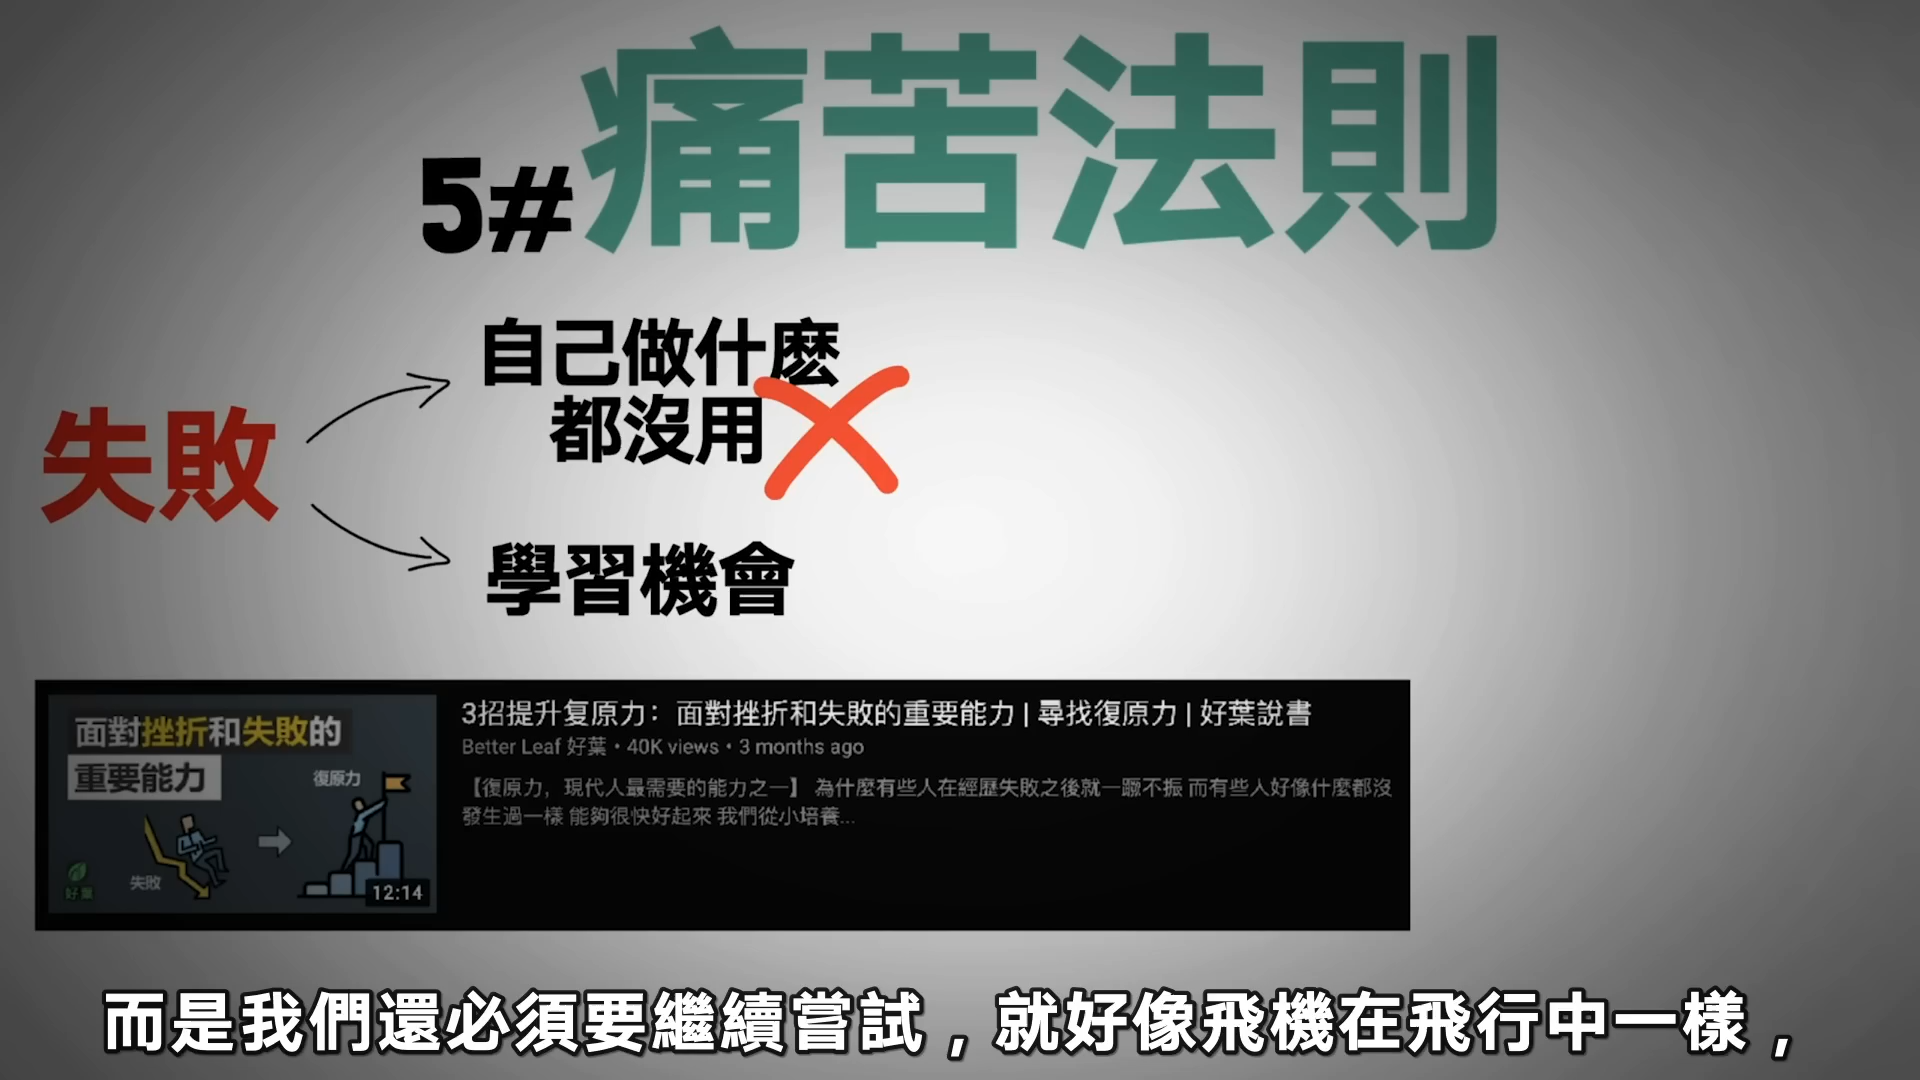 5#痛苦法則
自己做什麽
都沒用
失敗
學習機會
面對挫折和失敗的
重要能力
復原力
失敗
好葉
12:14
3招提升复原力：面對挫折和失敗的重要能力 | 尋找復原力 | 好葉說書
Better Leaf 好葉・40K views・3 months ago
【復原力，現代人最需要的能力之一】 為什麼有些人在經歷失敗之後就一蹶不振 而有些人好像什麼都沒
發生過一樣 能夠很快好起來 我們從小培養...
而是我們還必須要繼續嘗試，就好像飛機在飛行中一樣，